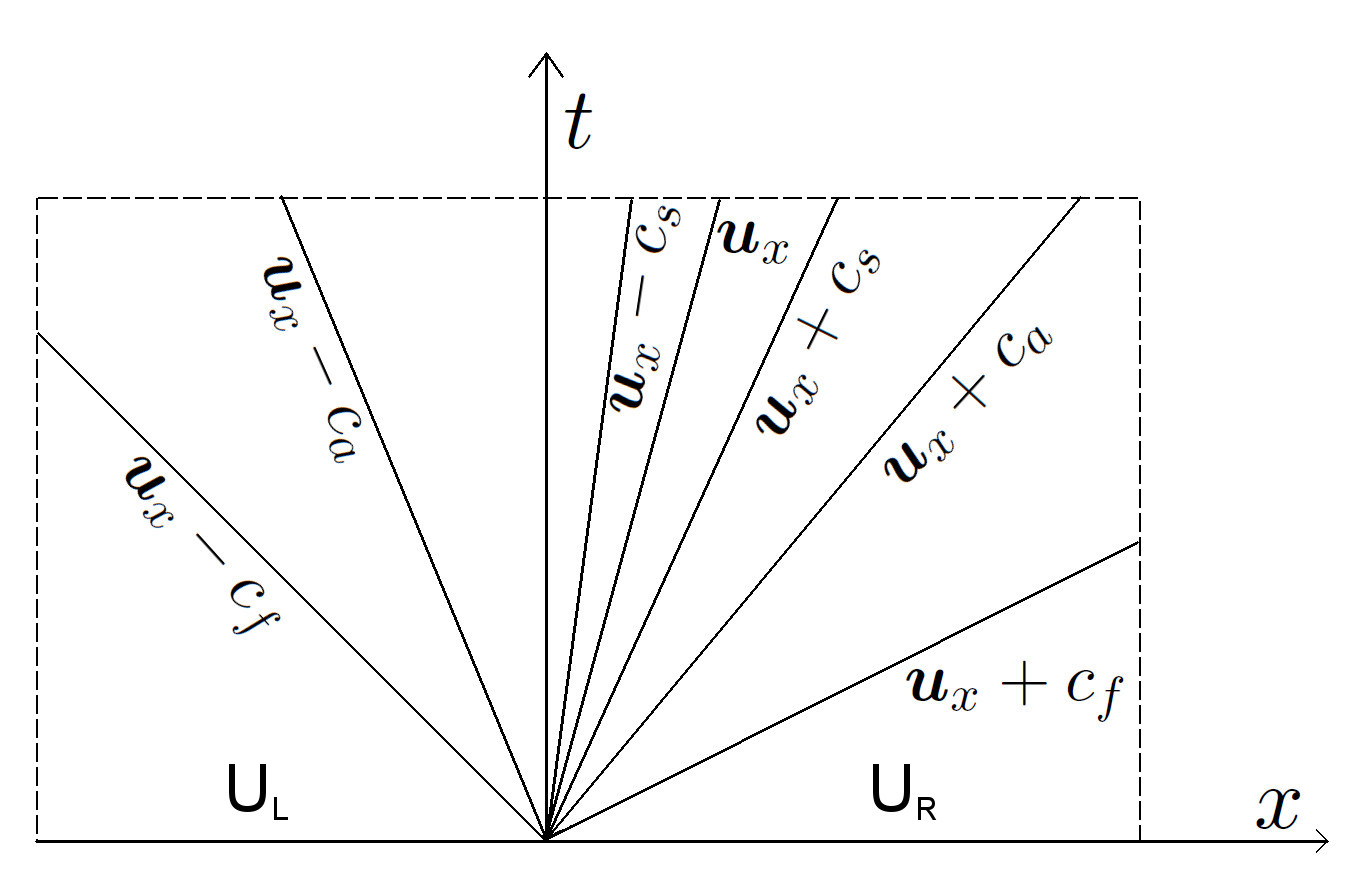 t
u_x − c_s
u_x
u_x − c_a
u_x + c_s
u_x + c_a
u_x − c_f
u_x + c_f
U_L
U_R
x